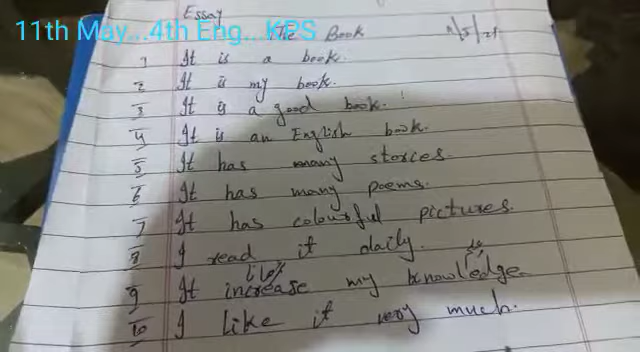 Essay
11th May...4th Eng...KPS
The Book
1 It is a book.
2 It is my book.
3 It is a good book.
4 It is an English book.
5 It has many stories.
6 It has many poems.
7 It has colourful pictures.
8 I read it daily.
9 It increase my knowledge.
10 I like it very much.